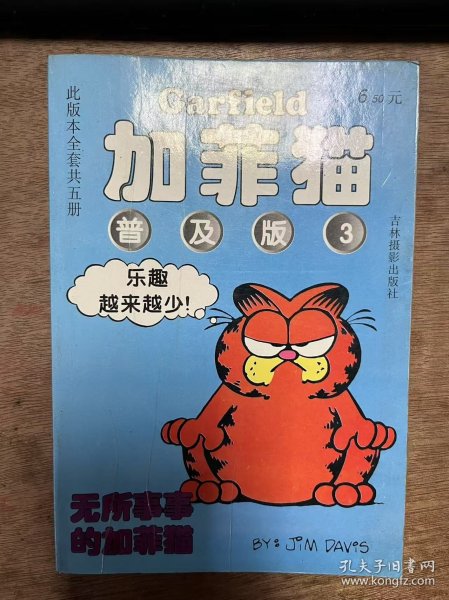 此版本全套共五册
Garfield
6.50元
加菲猫
普及版 3
吉林摄影出版社
乐趣
越来越少!
无所事事
的加菲猫
BY: JIM DAVIS
孔夫子旧书网
book.kongfz.com